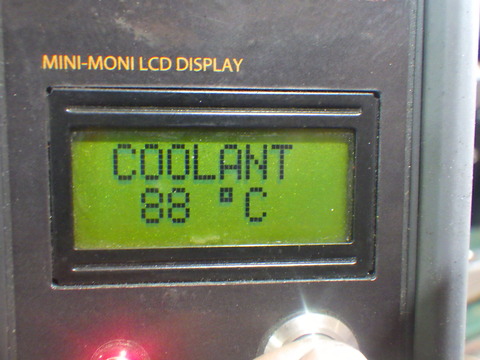 MINI-MONI LCD DISPLAY
COOLANT
88 °C